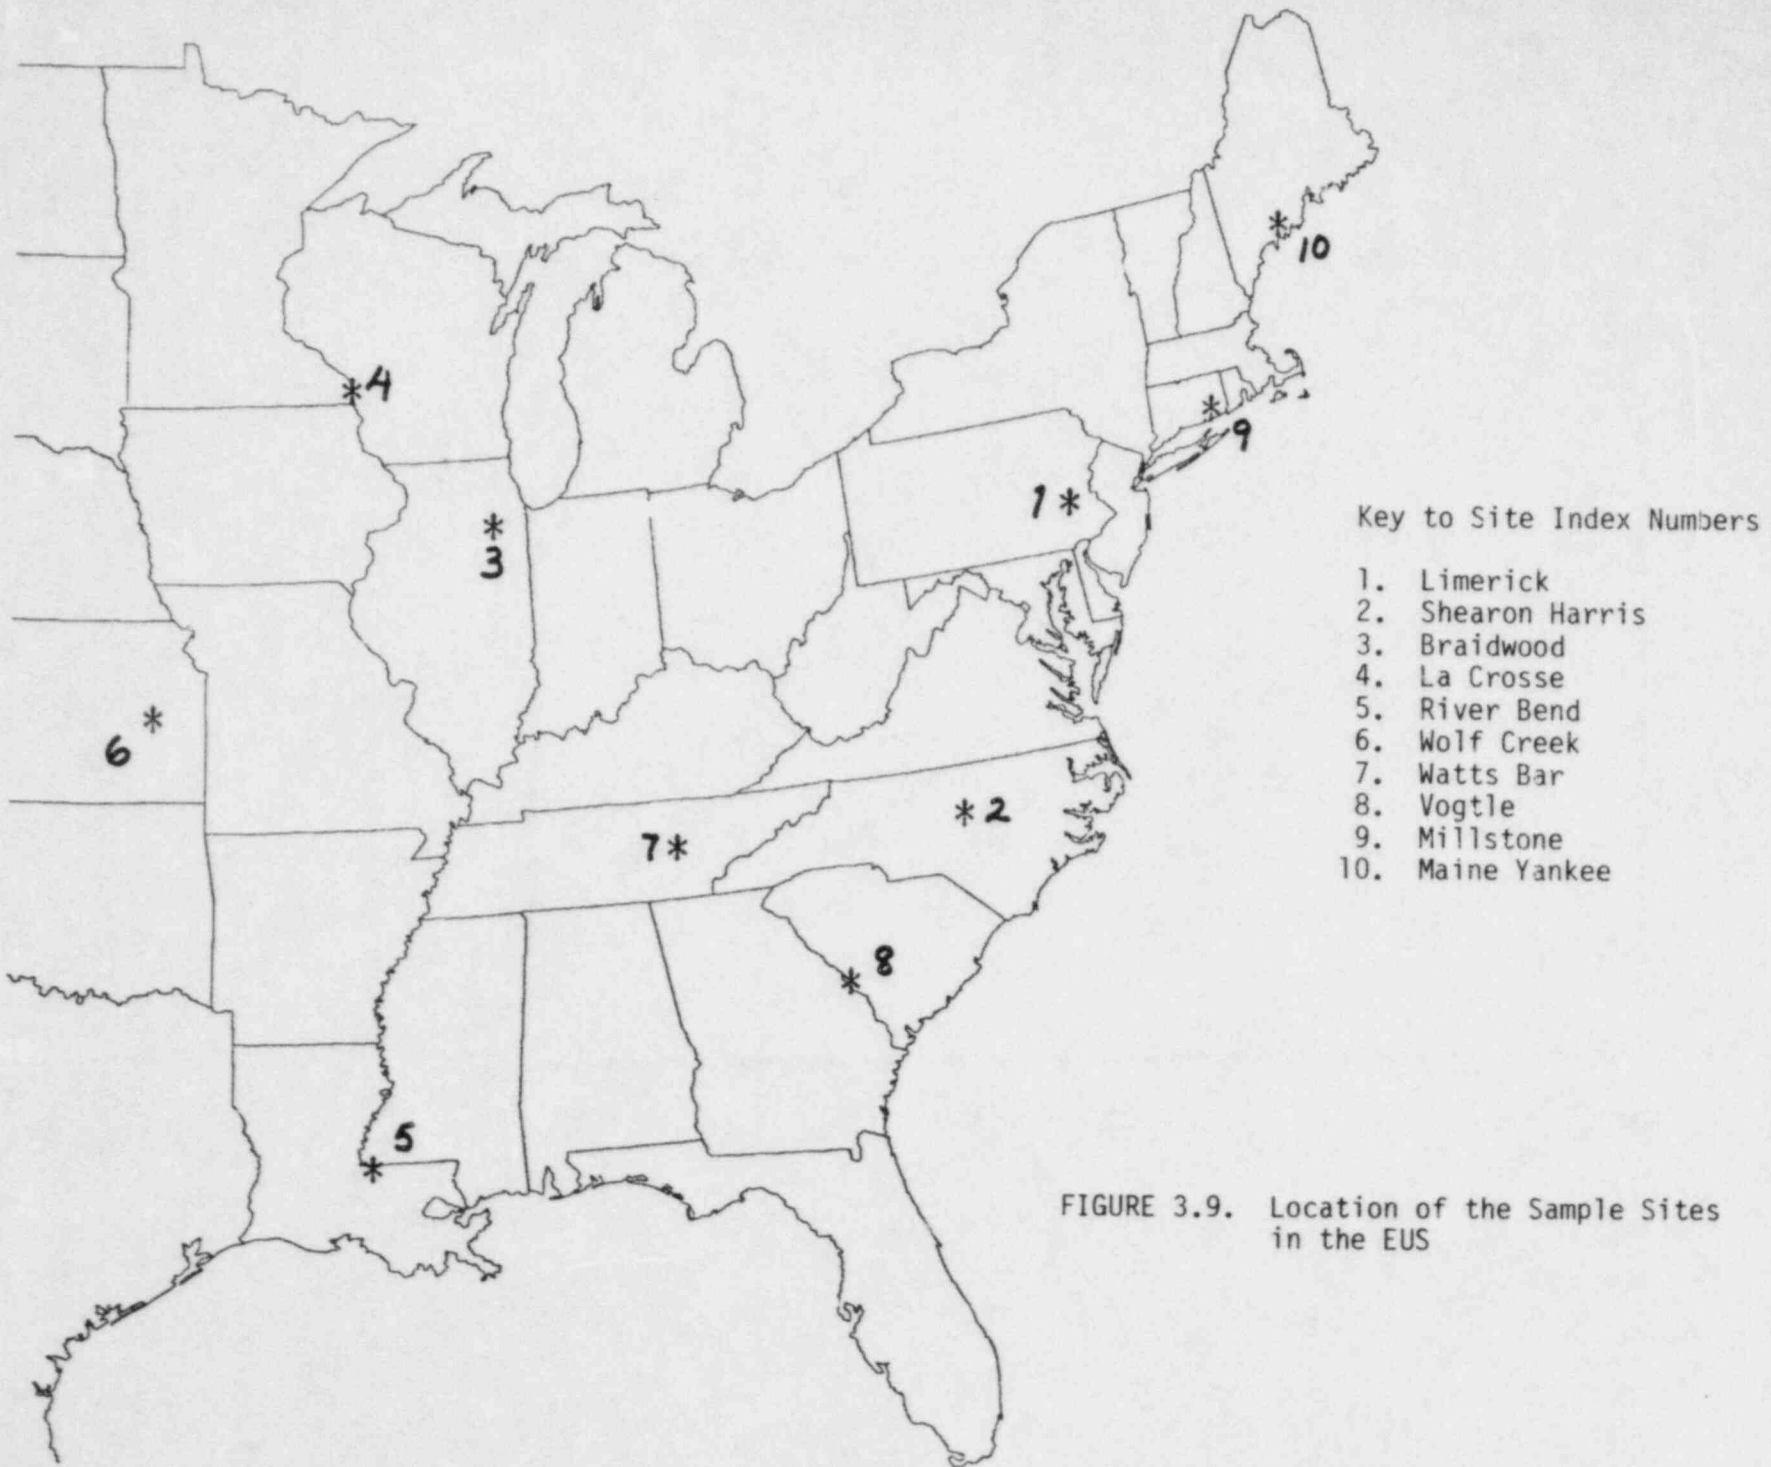 10
4
9
1*
3
6
*2
7*
8
5
Key to Site Index Numbers
1. Limerick
2. Shearon Harris
3. Braidwood
4. La Crosse
5. River Bend
6. Wolf Creek
7. Watts Bar
8. Vogtle
9. Millstone
10. Maine Yankee
FIGURE 3.9. Location of the Sample Sites
in the EUS